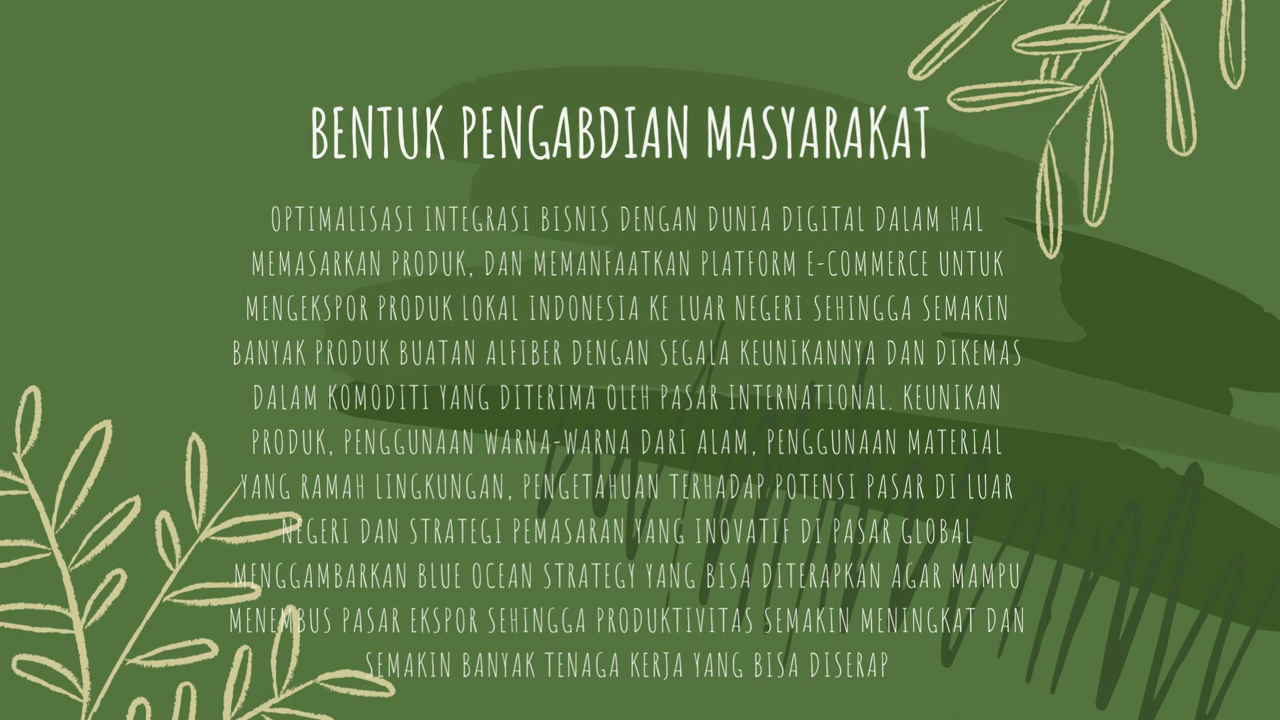 BENTUK PENGABDIAN MASYARAKAT
OPTIMALISASI INTEGRASI BISNIS DENGAN DUNIA DIGITAL DALAM HAL
MEMASARKAN PRODUK, DAN MEMANFAATKAN PLATFORM E-COMMERCE UNTUK
MENGEKSPOR PRODUK LOKAL INDONESIA KE LUAR NEGERI SEHINGGA SEMAKIN
BANYAK PRODUK BUATAN ALFIBER DENGAN SEGALA KEUNIKANNYA DAN DIKEMAS
DALAM KOMODITI YANG DITERIMA OLEH PASAR INTERNATIONAL. KEUNIKAN
PRODUK, PENGGUNAAN WARNA-WARNA DARI ALAM, PENGGUNAAN MATERIAL
YANG RAMAH LINGKUNGAN, PENGETAHUAN TERHADAP POTENSI PASAR DI LUAR
NEGERI DAN STRATEGI PEMASARAN YANG INOVATIF DI PASAR GLOBAL
MENGGAMBARKAN BLUE OCEAN STRATEGY YANG BISA DITERAPKAN AGAR MAMPU
MENEMBUS PASAR EKSPOR SEHINGGA PRODUKTIVITAS SEMAKIN MENINGKAT DAN
SEMAKIN BANYAK TENAGA KERJA YANG BISA DISERAP